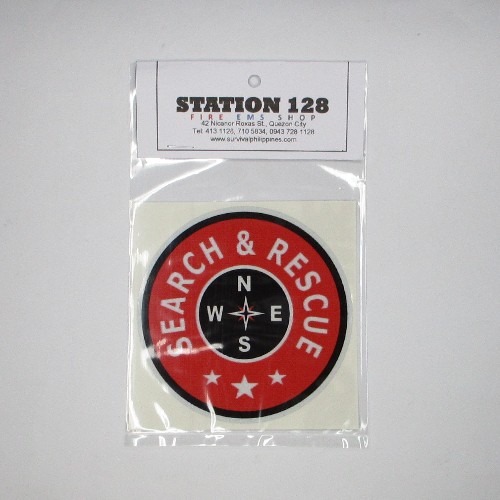 STATION 128
FIRE EMS SHOP
42 Nicanor Roxas St., Quezon City
Tel. 413 1128, 710 5834, 0943 728 1128
www.survivalphilippines.com
SEARCH & RESCUE
N
W E
S